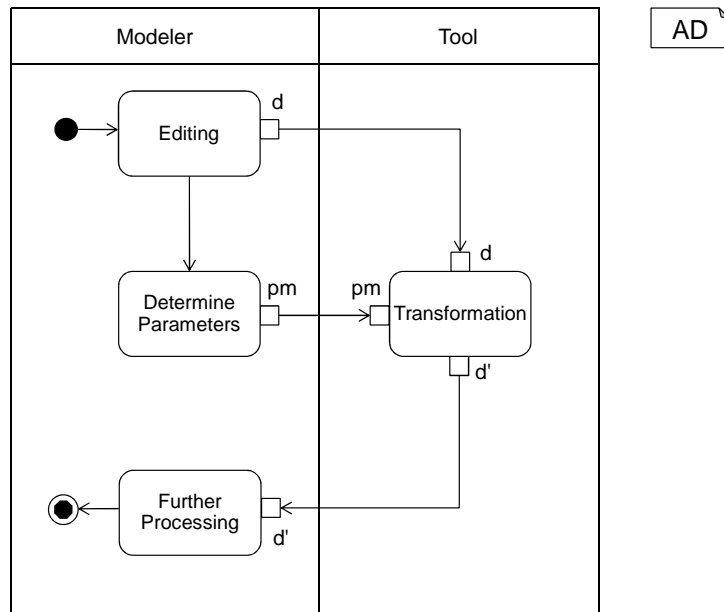 Modeler
Tool
AD
d
Editing
d
pm
pm
Determine
Parameters
Transformation
d'
Further
Processing
d'